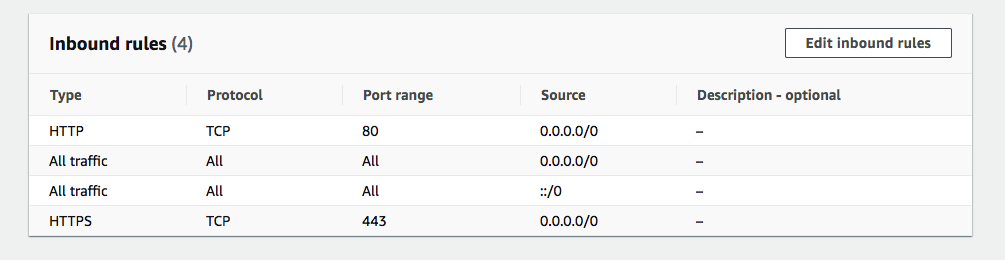 Inbound rules (4) Edit inbound rules
Type Protocol Port range Source Description - optional
HTTP TCP 80 0.0.0.0/0 –
All traffic All All 0.0.0.0/0 –
All traffic All All ::/0 –
HTTPS TCP 443 0.0.0.0/0 –